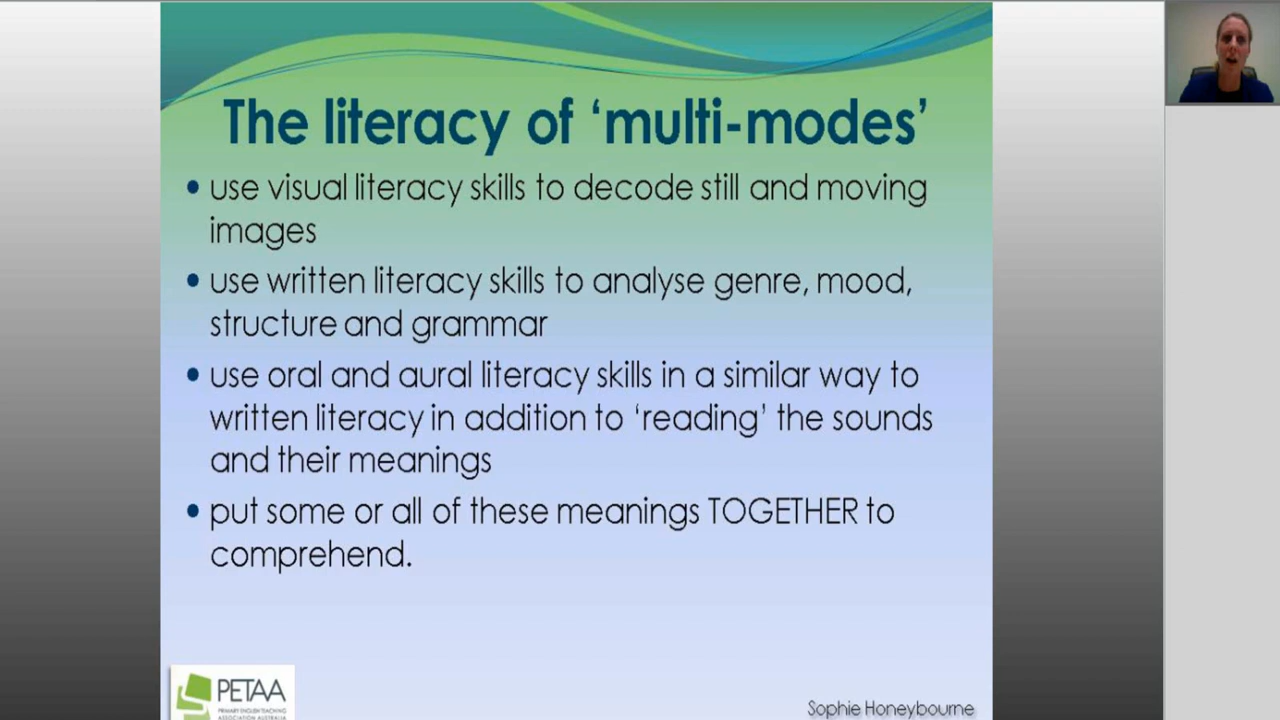 The literacy of ‘multi-modes’
• use visual literacy skills to decode still and moving
images
• use written literacy skills to analyse genre, mood,
structure and grammar
• use oral and aural literacy skills in a similar way to
written literacy in addition to ‘reading’ the sounds
and their meanings
• put some or all of these meanings TOGETHER to
comprehend.
PETAA
PRIMARY ENGLISH TEACHING
ASSOCIATION AUSTRALIA
Sophie Honeybourne